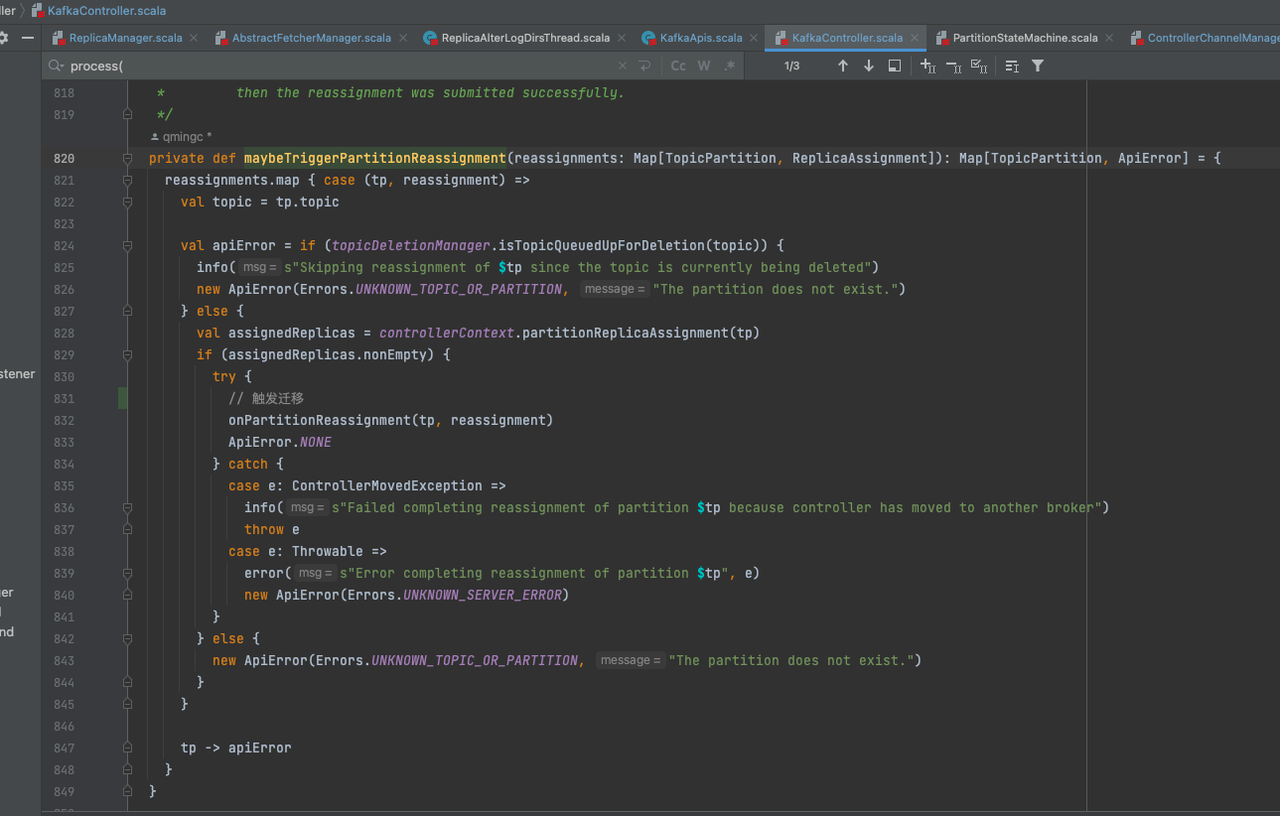 ller
KafkaController.scala
ReplicaManager.scala
AbstractFetcherManager.scala
ReplicaAlterLogDirsThread.scala
KafkaApis.scala
KafkaController.scala
PartitionStateMachine.scala
ControllerChannelManage
process(
Cc W .*
1/3
818 * then the reassignment was submitted successfully.
819 */
qmingc *
820 private def maybeTriggerPartitionReassignment(reassignments: Map[TopicPartition, ReplicaAssignment]): Map[TopicPartition, ApiError] = {
821 reassignments.map { case (tp, reassignment) =>
822 val topic = tp.topic
823
824 val apiError = if (topicDeletionManager.isTopicQueuedUpForDeletion(topic)) {
825 info( msg = s"Skipping reassignment of $tp since the topic is currently being deleted")
826 new ApiError(Errors.UNKNOWN_TOPIC_OR_PARTITION, message = "The partition does not exist.")
827 } else {
828 val assignedReplicas = controllerContext.partitionReplicaAssignment(tp)
829 if (assignedReplicas.nonEmpty) {
stener
830 try {
831 // 触发迁移
832 onPartitionReassignment(tp, reassignment)
833 ApiError.NONE
834 } catch {
835 case e: ControllerMovedException =>
836 info( msg = s"Failed completing reassignment of partition $tp because controller has moved to another broker")
837 throw e
838 case e: Throwable =>
839 error( msg = s"Error completing reassignment of partition $tp", e)
ger
840 new ApiError(Errors.UNKNOWN_SERVER_ERROR)
841 }
nd
842 } else {
843 new ApiError(Errors.UNKNOWN_TOPIC_OR_PARTITION, message = "The partition does not exist.")
844 }
845 }
846
847 tp -> apiError
848 }
849 }